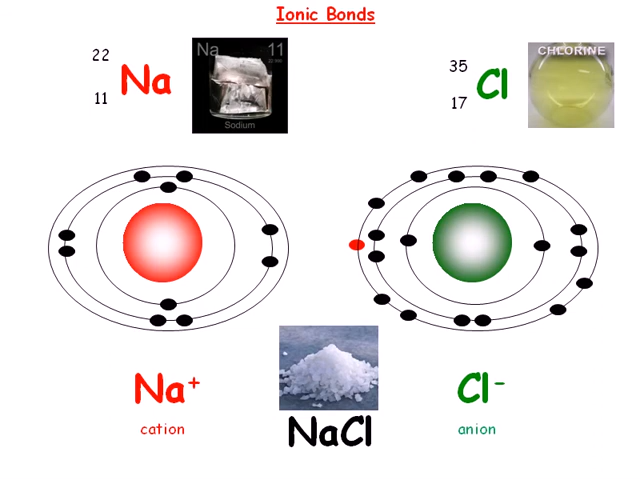 Ionic Bonds
22
11
Na
Na 11
Sodium
35
17
Cl
CHLORINE
Na+
cation
NaCl
Cl-
anion